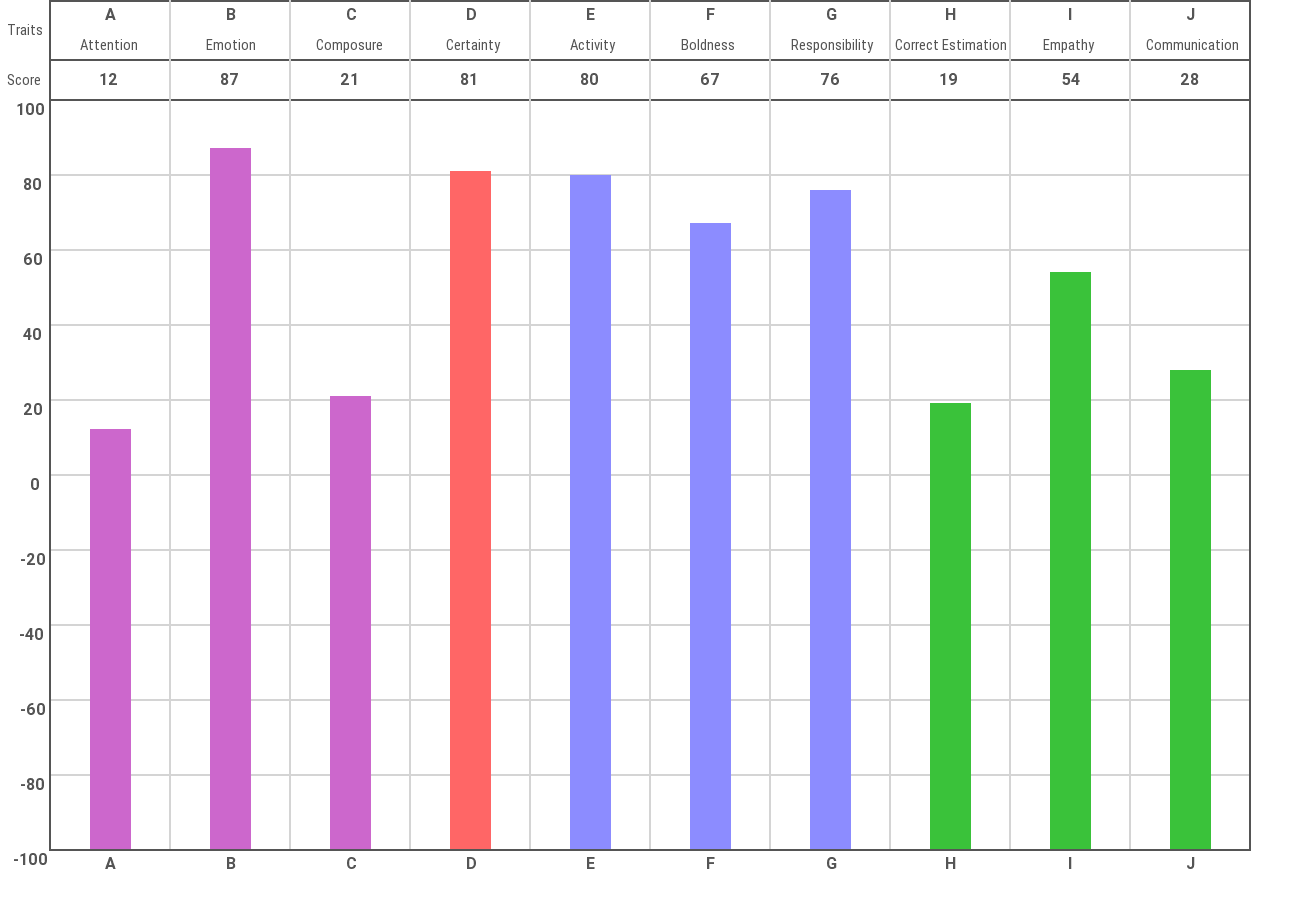 Traits
A B C D E F G H I J
Attention Emotion Composure Certainty Activity Boldness Responsibility Correct Estimation Empathy Communication
Score 12 87 21 81 80 67 76 19 54 28
100
80
60
40
20
0
-20
-40
-60
-80
-100
A B C D E F G H I J